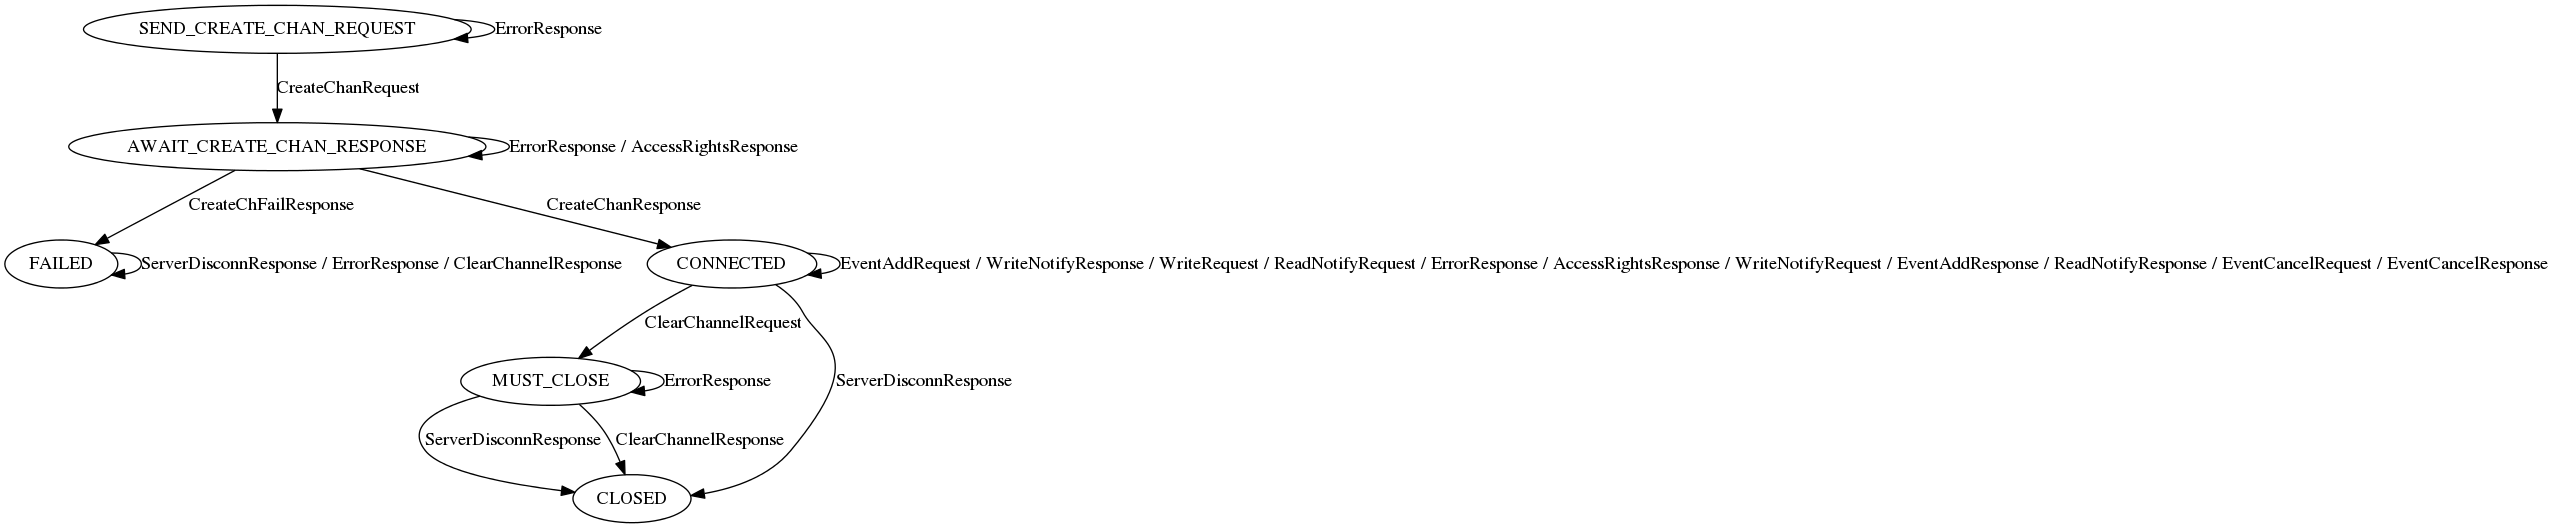 SEND_CREATE_CHAN_REQUEST
ErrorResponse
CreateChanRequest
AWAIT_CREATE_CHAN_RESPONSE
ErrorResponse / AccessRightsResponse
CreateChFailResponse
CreateChanResponse
FAILED
ServerDisconnResponse / ErrorResponse / ClearChannelResponse
CONNECTED
EventAddRequest / WriteNotifyResponse / WriteRequest / ReadNotifyRequest / ErrorResponse / AccessRightsResponse / WriteNotifyRequest / EventAddResponse / ReadNotifyResponse / EventCancelRequest / EventCancelResponse
ClearChannelRequest
MUST_CLOSE
ErrorResponse
ServerDisconnResponse
ServerDisconnResponse
ClearChannelResponse
CLOSED